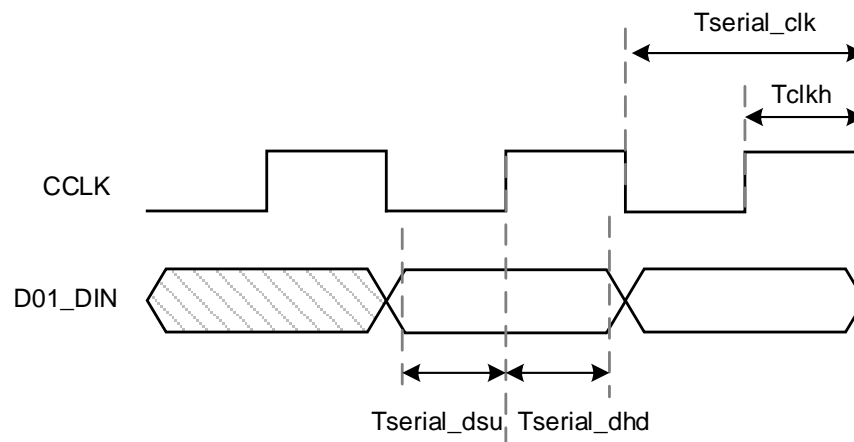 Tserial_clk
Tclkh
CCLK
D01_DIN
Tserial_dsu
Tserial_dhd